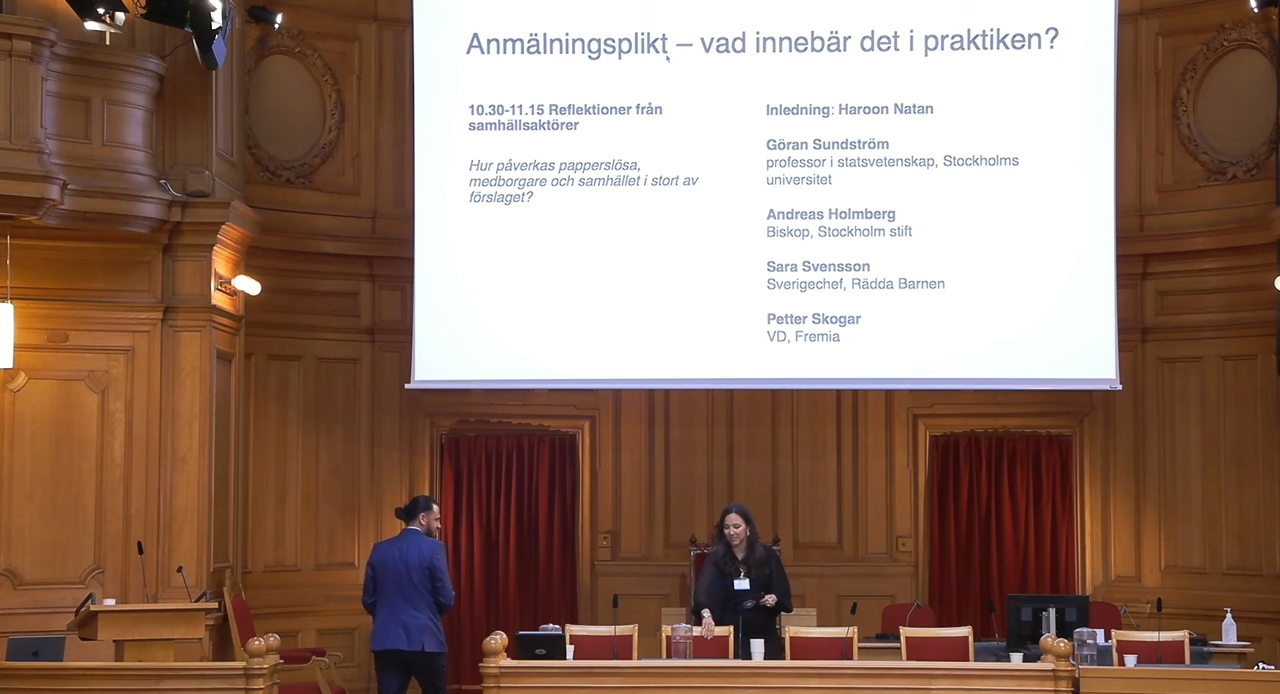 Anmälningsplikt – vad innebär det i praktiken?
10.30-11.15 Reflektioner från
samhällsaktörer
Hur påverkas papperslösa,
medborgare och samhället i stort av
förslaget?
Inledning: Haroon Natan
Göran Sundström
professor i statsvetenskap, Stockholms
universitet
Andreas Holmberg
Biskop, Stockholm stift
Sara Svensson
Sverigechef, Rädda Barnen
Petter Skogar
VD, Fremia